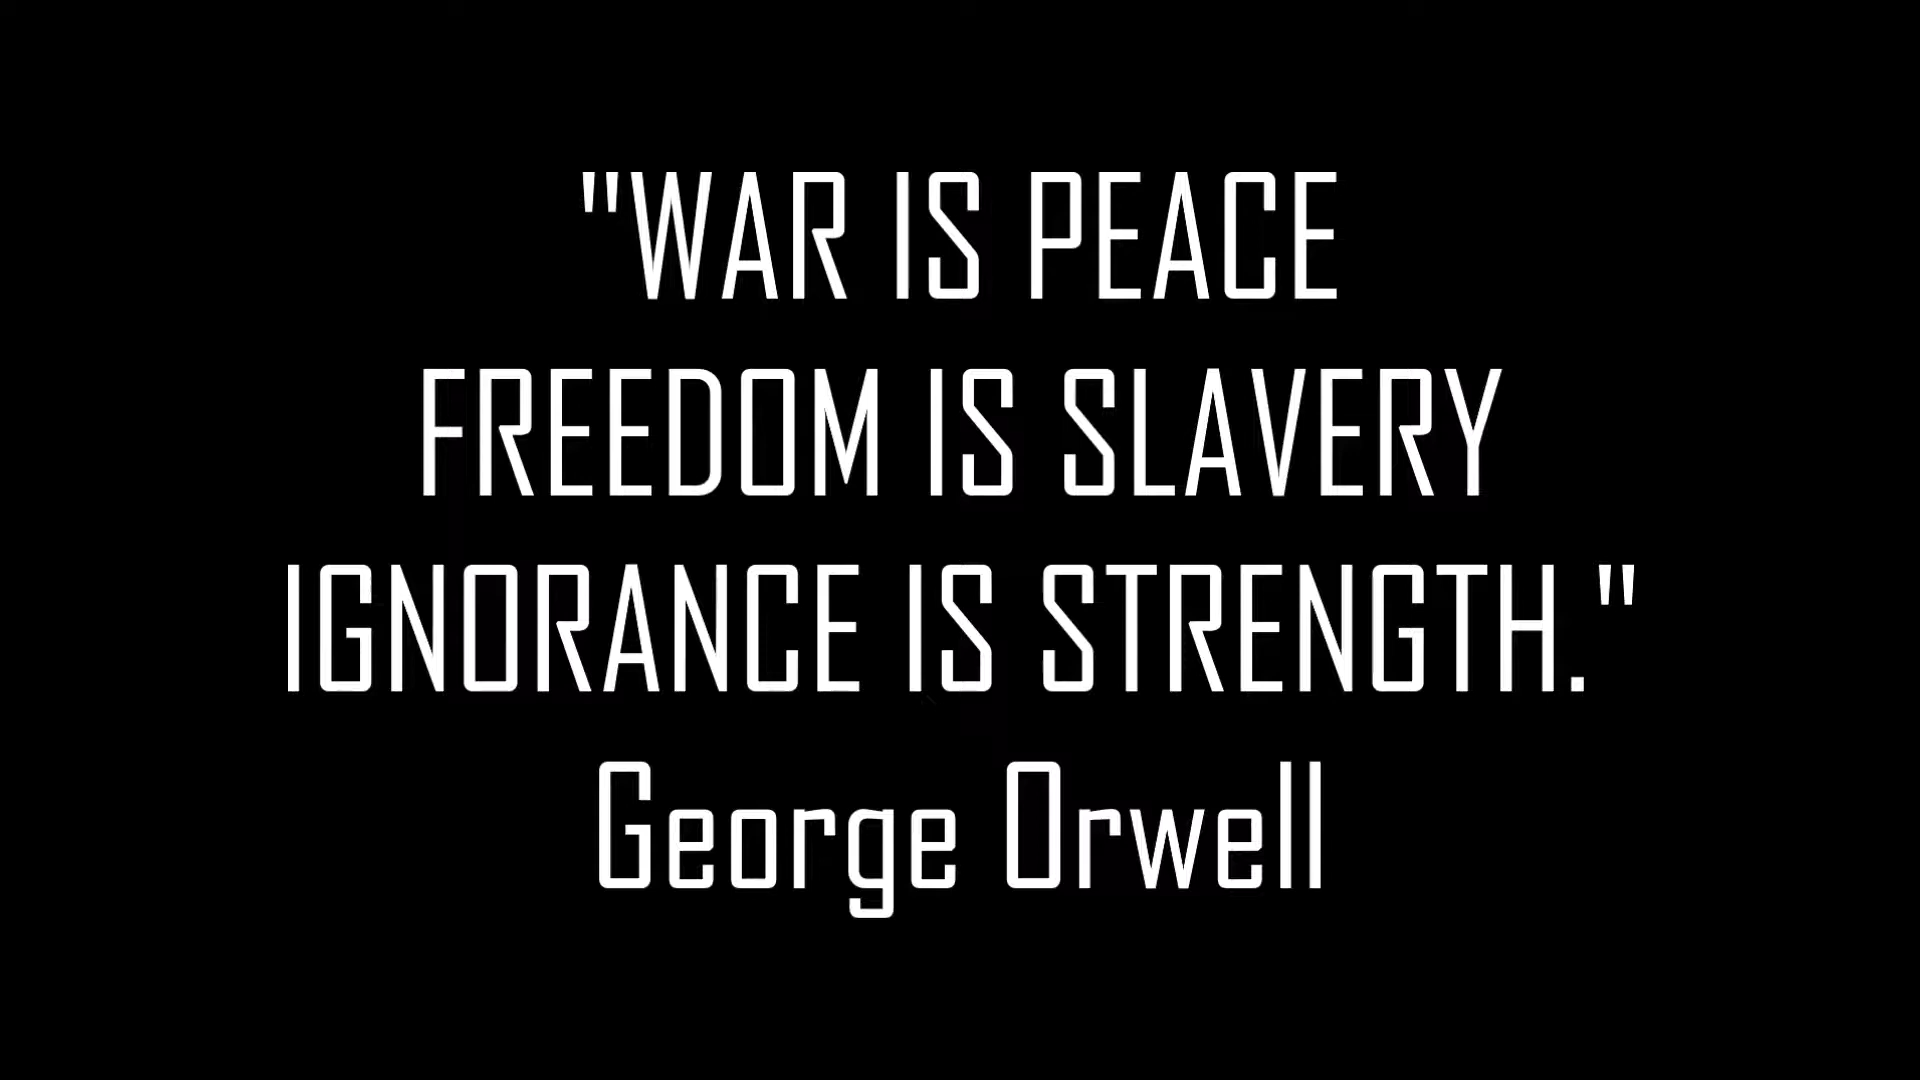 "WAR IS PEACE
FREEDOM IS SLAVERY
IGNORANCE IS STRENGTH."
George Orwell